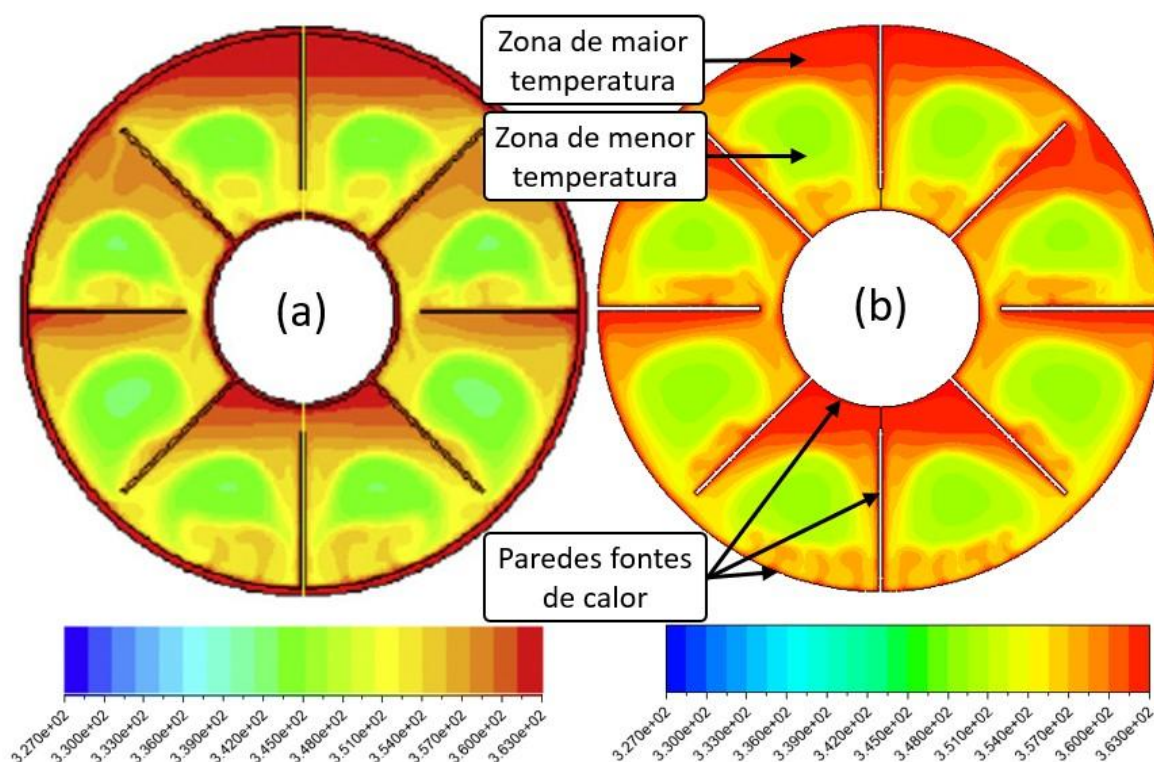 Zona de maior
temperatura
Zona de menor
temperatura
(a)
(b)
Paredes fontes
de calor
3.270e+02
3.300e+02
3.330e+02
3.360e+02
3.390e+02
3.420e+02
3.450e+02
3.480e+02
3.510e+02
3.540e+02
3.570e+02
3.600e+02
3.630e+02
3.270e+02
3.300e+02
3.330e+02
3.360e+02
3.390e+02
3.420e+02
3.450e+02
3.480e+02
3.510e+02
3.540e+02
3.570e+02
3.600e+02
3.630e+02